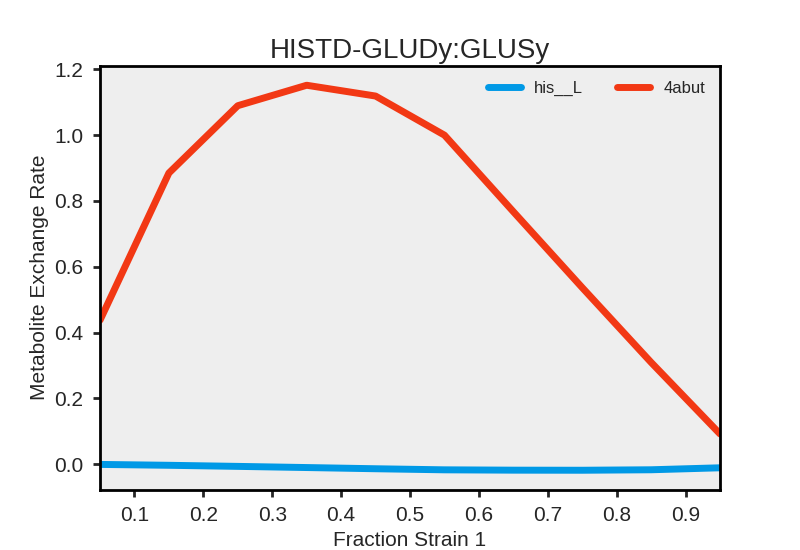 HISTD-GLUDy:GLUSy
his__L
4abut
Metabolite Exchange Rate
1.2
1.0
0.8
0.6
0.4
0.2
0.0
0.1 0.2 0.3 0.4 0.5 0.6 0.7 0.8 0.9
Fraction Strain 1